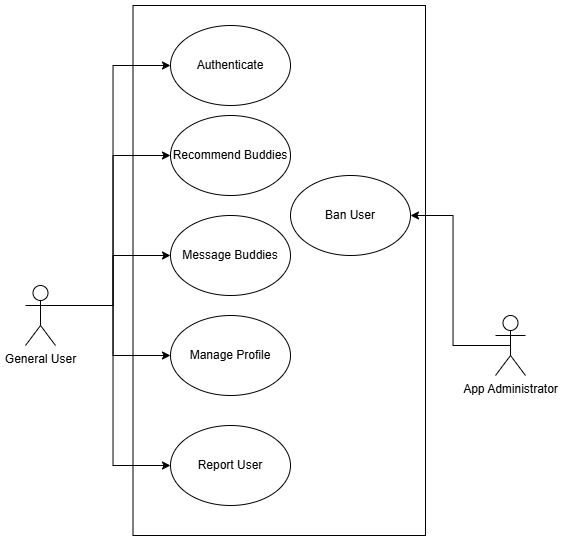 Authenticate
Recommend Buddies
Ban User
Message Buddies
General User
Manage Profile
App Administrator
Report User